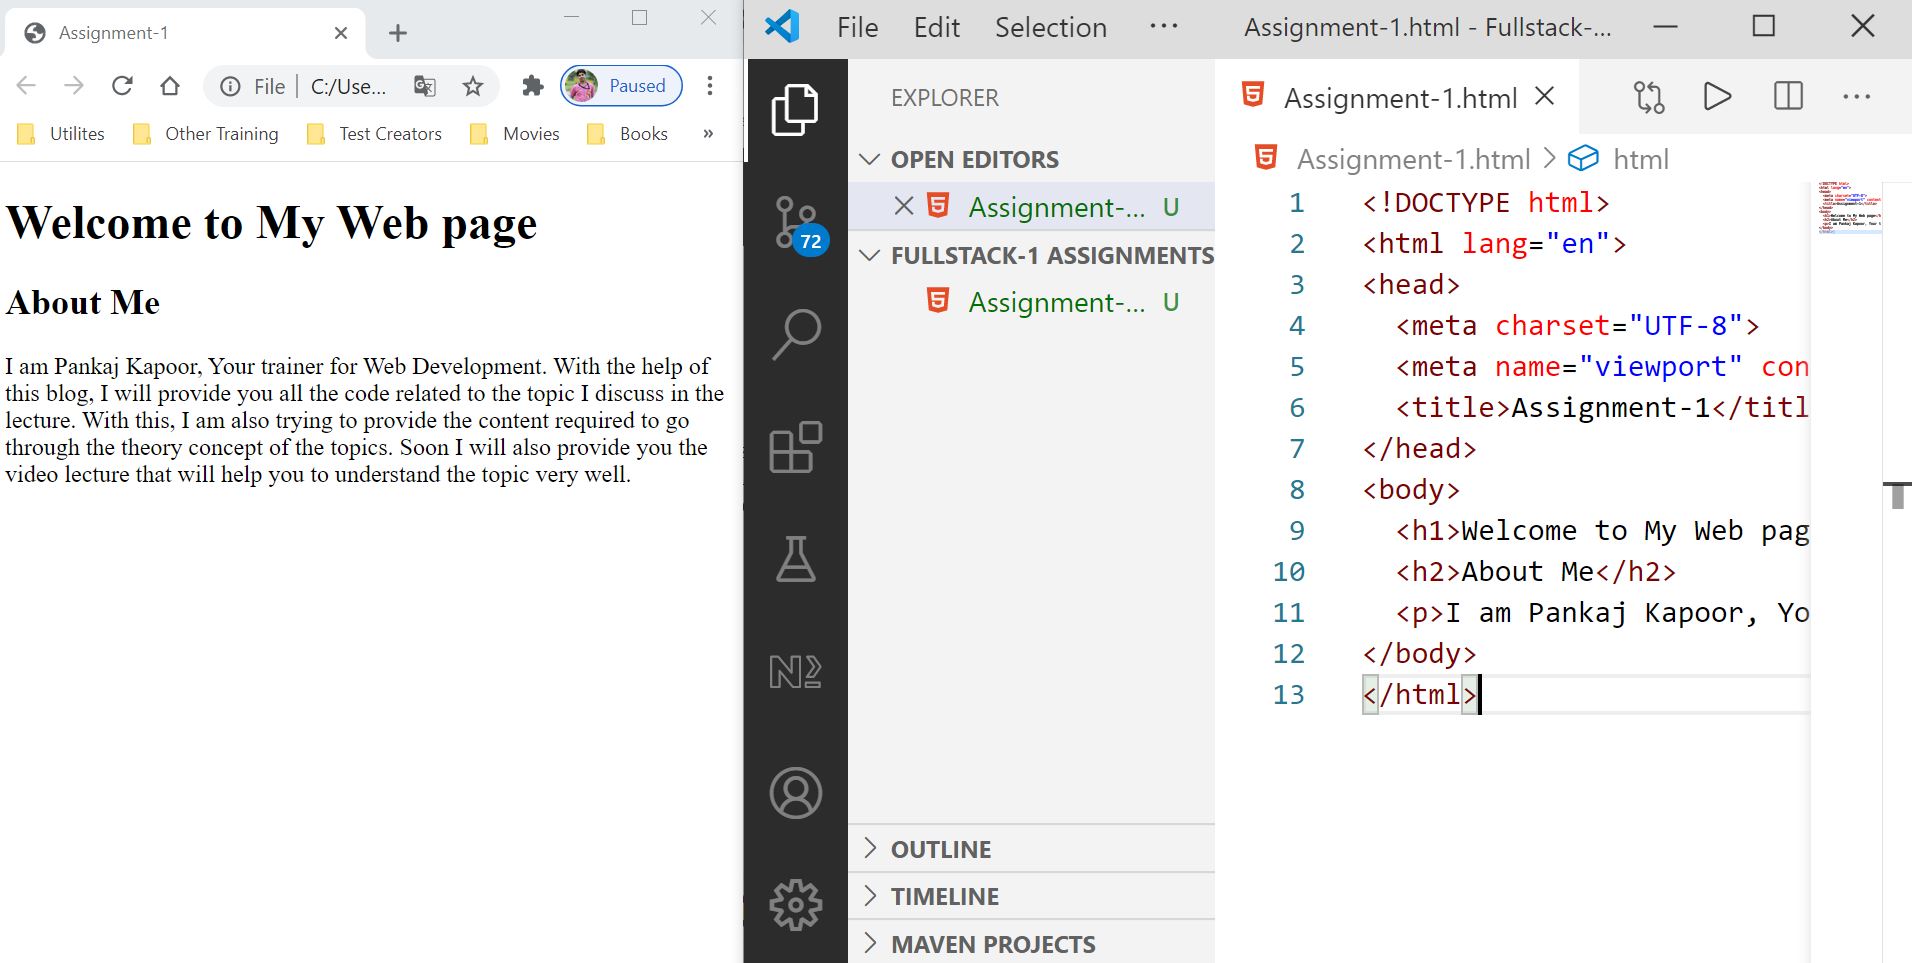 Assignment-1
File
C:/Use...
Paused
Utilites
Other Training
Test Creators
Movies
Books
»
Welcome to My Web page
About Me
I am Pankaj Kapoor, Your trainer for Web Development. With the help of
this blog, I will provide you all the code related to the topic I discuss in the
lecture. With this, I am also trying to provide the content required to go
through the theory concept of the topics. Soon I will also provide you the
video lecture that will help you to understand the topic very well.
File Edit Selection ···
Assignment-1.html - Fullstack-...
72
EXPLORER
OPEN EDITORS
Assignment-... U
FULLSTACK-1 ASSIGNMENTS
Assignment-... U
OUTLINE
TIMELINE
MAVEN PROJECTS
Assignment-1.html
Assignment-1.html > html
1 <!DOCTYPE html>
2 <html lang="en">
3 <head>
4 <meta charset="UTF-8">
5 <meta name="viewport" con
6 <title>Assignment-1</titl
7 </head>
8 <body>
9 <h1>Welcome to My Web pag
10 <h2>About Me</h2>
11 <p>I am Pankaj Kapoor, Yo
12 </body>
13 </html>